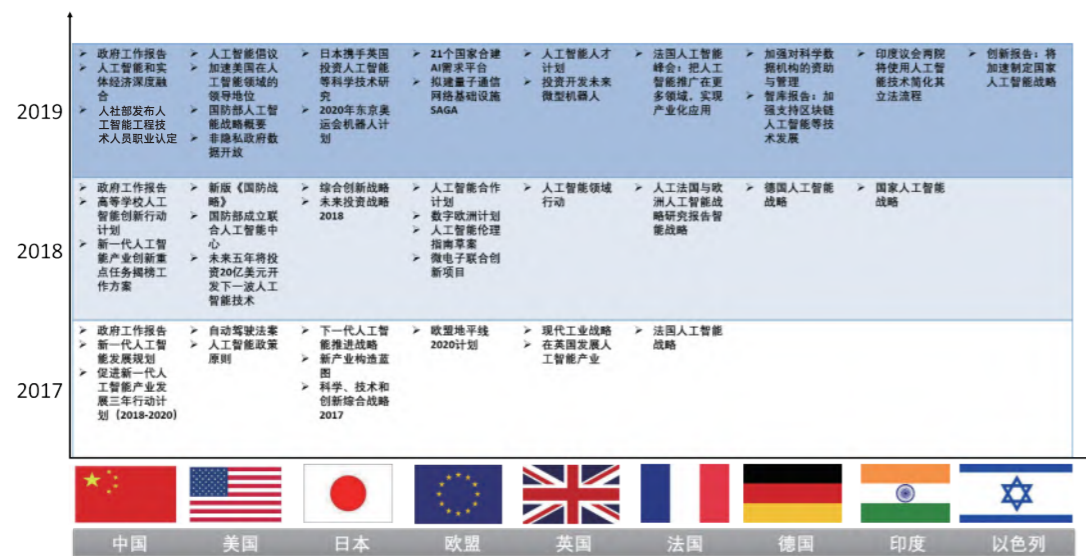 2019
➢ 政府工作报告
➢ 人工智能和实
体经济深度融
合
➢ 人社部发布人
工智能工程技
术人员职业认定
➢ 人工智能倡议
➢ 加速美国在人
工智能领域的
领导地位
➢ 国防部人工智
能战略概要
➢ 非隐私政府数
据开放
➢ 日本携手英国
投资人工智能
等科学技术研
究
➢ 2020年东京奥
运会机器人计
划
➢ 21个国家合建
AI需求平台
➢ 拟建量子通信
网络基础设施
SAGA
➢ 人工智能人才
计划
➢ 投资开发未来
微型机器人
➢ 法国人工智能
峰会：把人工
智能推广在更
多领域，实现
产业化应用
➢ 加强对科学数
据机构的资助
与管理
➢ 智库报告：加
强支持区块链
人工智能等技
术发展
➢ 印度议会两院
将使用人工智
能技术简化其
立法流程
➢ 创新报告：将
加速制定国家
人工智能战略
2018
➢ 政府工作报告
➢ 高等学校人工
智能创新行动
计划
➢ 新一代人工智
能产业创新重
点任务揭榜工
作方案
➢ 新版《国防战
略》
➢ 国防部成立联
合人工智能中
心
➢ 未来五年将投
资20亿美元开
发下一波人工
智能技术
➢ 综合创新战略
➢ 未来投资战略
2018
➢ 人工智能合作
计划
➢ 数字欧洲计划
➢ 人工智能伦理
指南草案
➢ 微电子联合创
新项目
➢ 人工智能领域
行动
➢ 人工法国与欧
洲人工智能战
略研究报告智
能战略
➢ 德国人工智能
战略
➢ 国家人工智能
战略
2017
➢ 政府工作报告
➢ 新一代人工智
能发展规划
➢ 促进新一代人
工智能产业发
展三年行动计
划（2018-2020）
➢ 自动驾驶法案
➢ 人工智能政策
原则
➢ 下一代人工智
能推进战略
➢ 新产业构造蓝
图
➢ 科学、技术和
创新综合战略
2017
➢ 欧盟地平线
2020计划
➢ 现代工业战略
➢ 在英国发展人
工智能产业
➢ 法国人工智能
战略
中国
美国
日本
欧盟
英国
法国
德国
印度
以色列